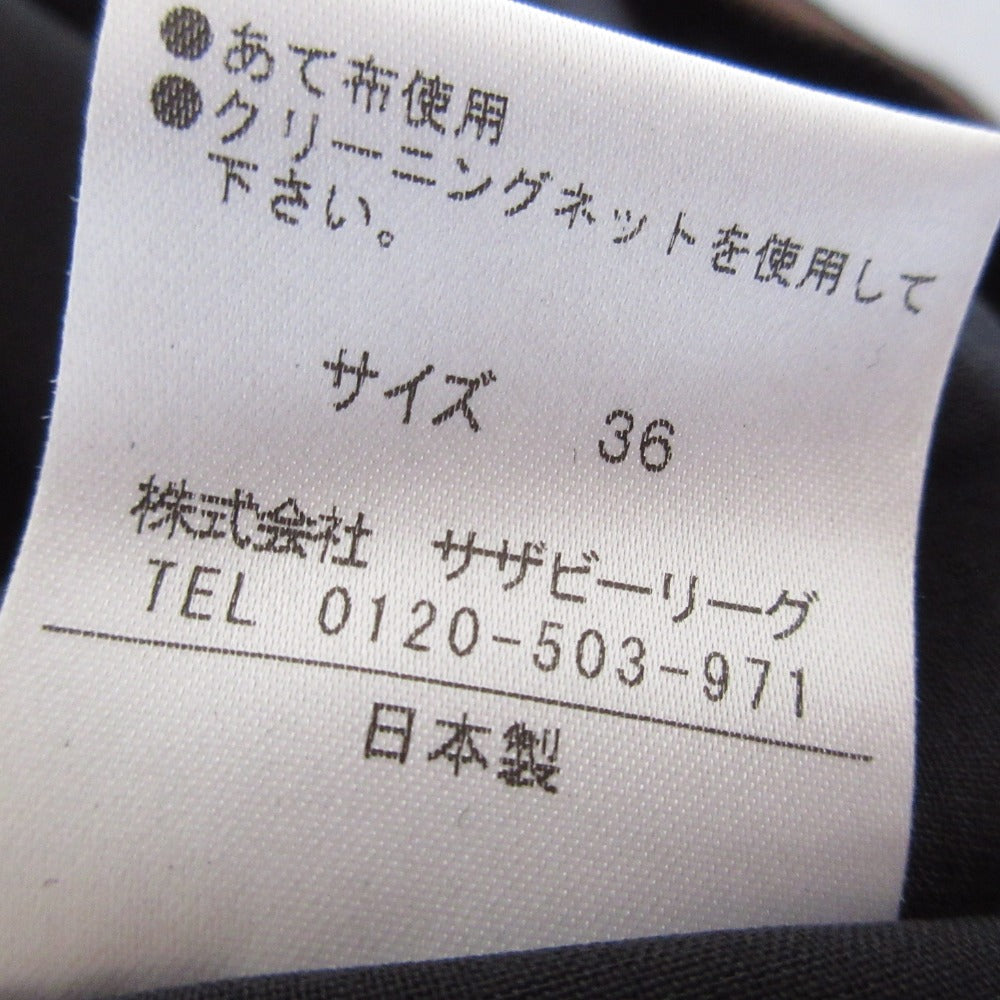 ●あて布使用
●クリーニングネットを使用して
下さい。
サイズ 36
株式会社 サザビーリーグ
TEL 0120-503-971
日本製